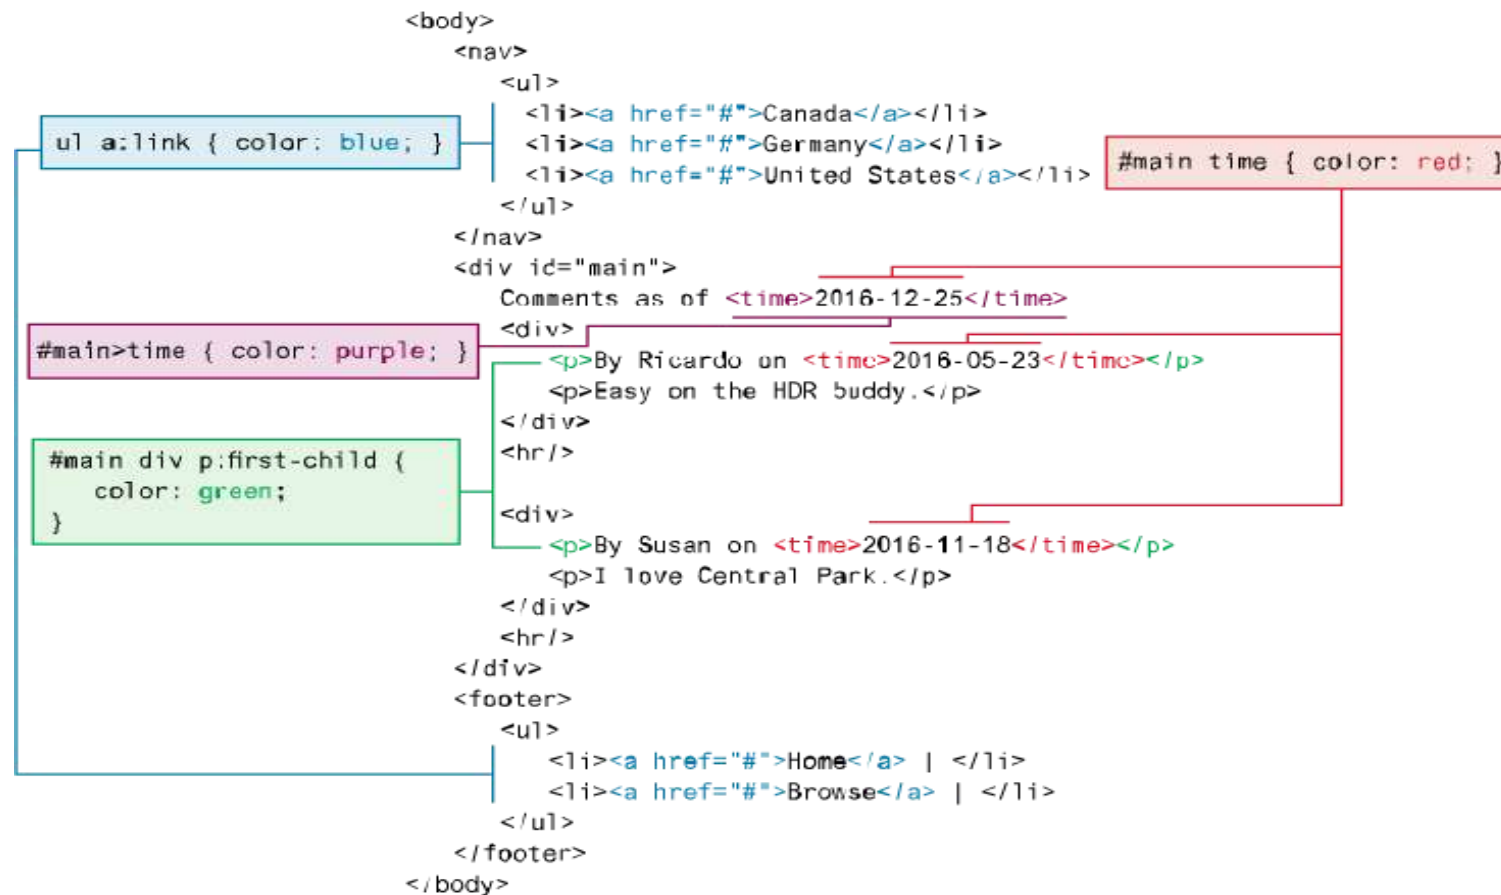 <body>
<nav>
<ul>
<li><a href="#">Canada</a></li>
ul a:link { color: blue; }
<li><a href="#">Germany</a></li>
#main time { color: red; }
<li><a href="#">United States</a></li>
</ul>
</nav>
<div id="main">
Comments as of <time>2016-12-25</time>
<div>
#main>time { color: purple; }
<p>By Ricardo on <time>2016-05-23</time></p>
<p>Easy on the HDR buddy.</p>
</div>
#main div p:first-child {
color: green;
}
<hr/>
<div>
<p>By Susan on <time>2016-11-18</time></p>
<p>I love Central Park.</p>
</div>
<hr/>
</div>
<footer>
<ul>
<li><a href="#">Home</a> | </li>
<li><a href="#">Browse</a> | </li>
</ul>
</footer>
</body>